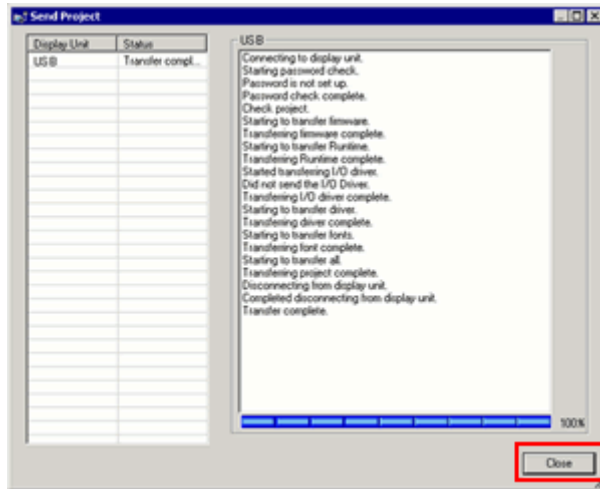 Send Project
Display Unit Status
USB Transfer compl...
USB
Connecting to display unit.
Starting password check.
Password is not set up.
Password check complete.
Check project.
Starting to transfer firmware.
Transferring firmware complete.
Starting to transfer Runtime.
Transferring Runtime complete.
Started transferring I/O driver.
Did not send the I/O Driver.
Transferring I/O driver complete.
Starting to transfer driver.
Transferring driver complete.
Starting to transfer fonts.
Transferring font complete.
Starting to transfer all.
Transferring project complete.
Disconnecting from display unit.
Completed disconnecting from display unit.
Transfer complete.
100%
Close